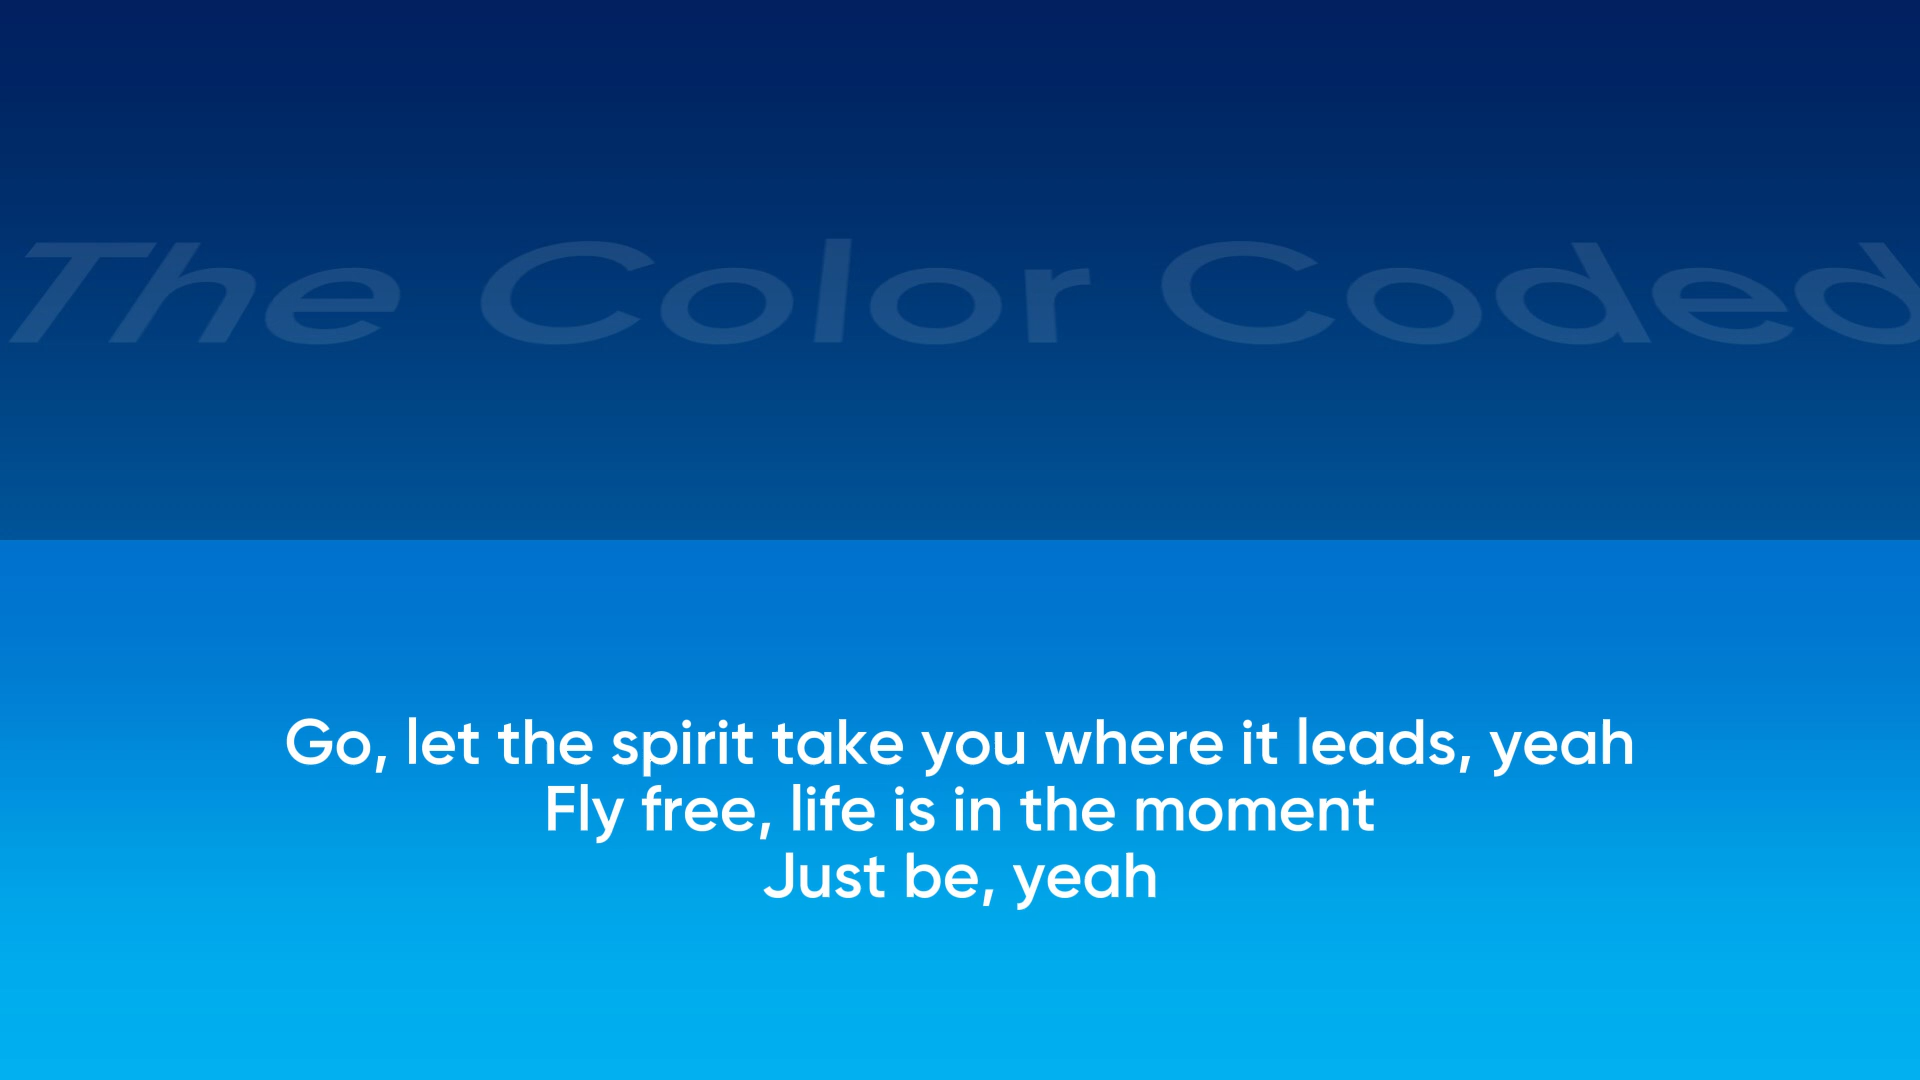 The Color Coded
Go, let the spirit take you where it leads, yeah
Fly free, life is in the moment
Just be, yeah